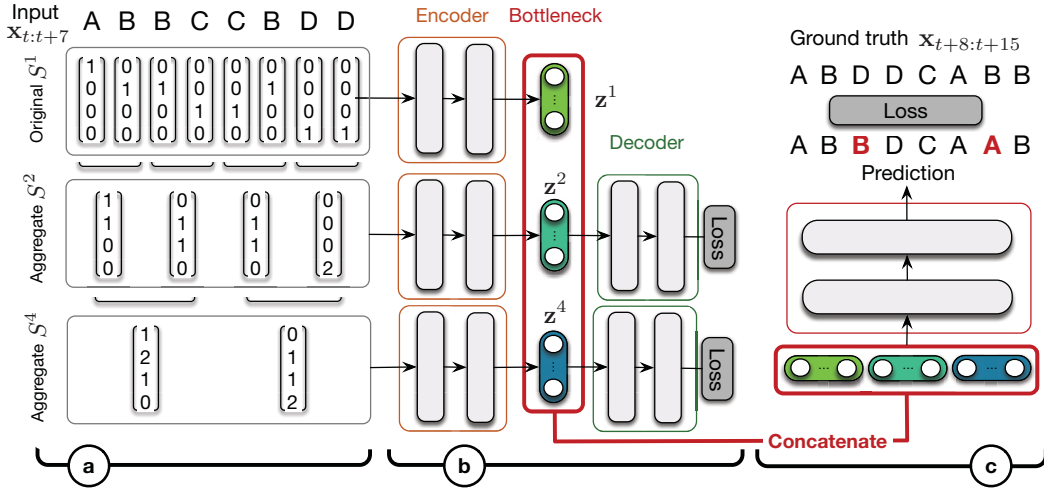 Input
x_{t:t+7}
A B B C C B D D
Original S^1
1 0 0 0 0 0 0 0
0 1 1 0 0 1 0 0
0 0 0 1 1 0 0 0
0 0 0 0 0 0 1 1
Aggregate S^2
1 0 0 0
1 1 1 0
0 1 1 0
0 0 0 2
Aggregate S^4
1 0
2 1
1 1
0 2
a
Encoder
Bottleneck
...
z^1
z^2
...
z^4
...
Decoder
Loss
Loss
b
Ground truth x_{t+8:t+15}
A B D D C A B B
Loss
A B B D C A A B
Prediction
... ... ...
Concatenate
c